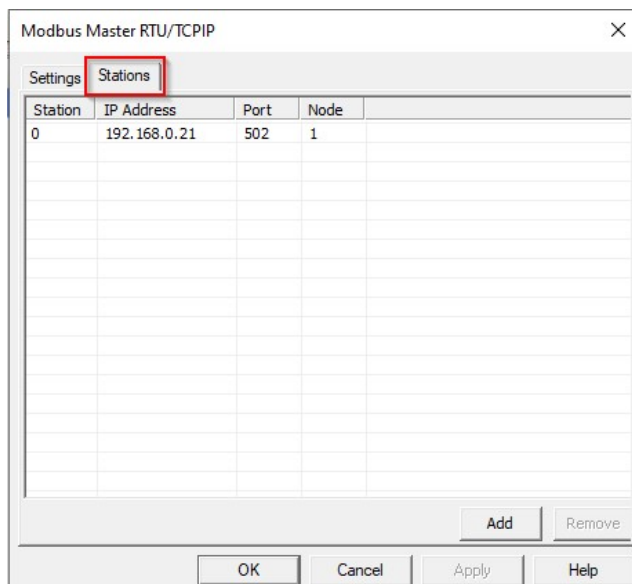 Modbus Master RTU/TCPIP
Settings Stations
Station IP Address Port Node
0 192.168.0.21 502 1
Add Remove
OK Cancel Apply Help